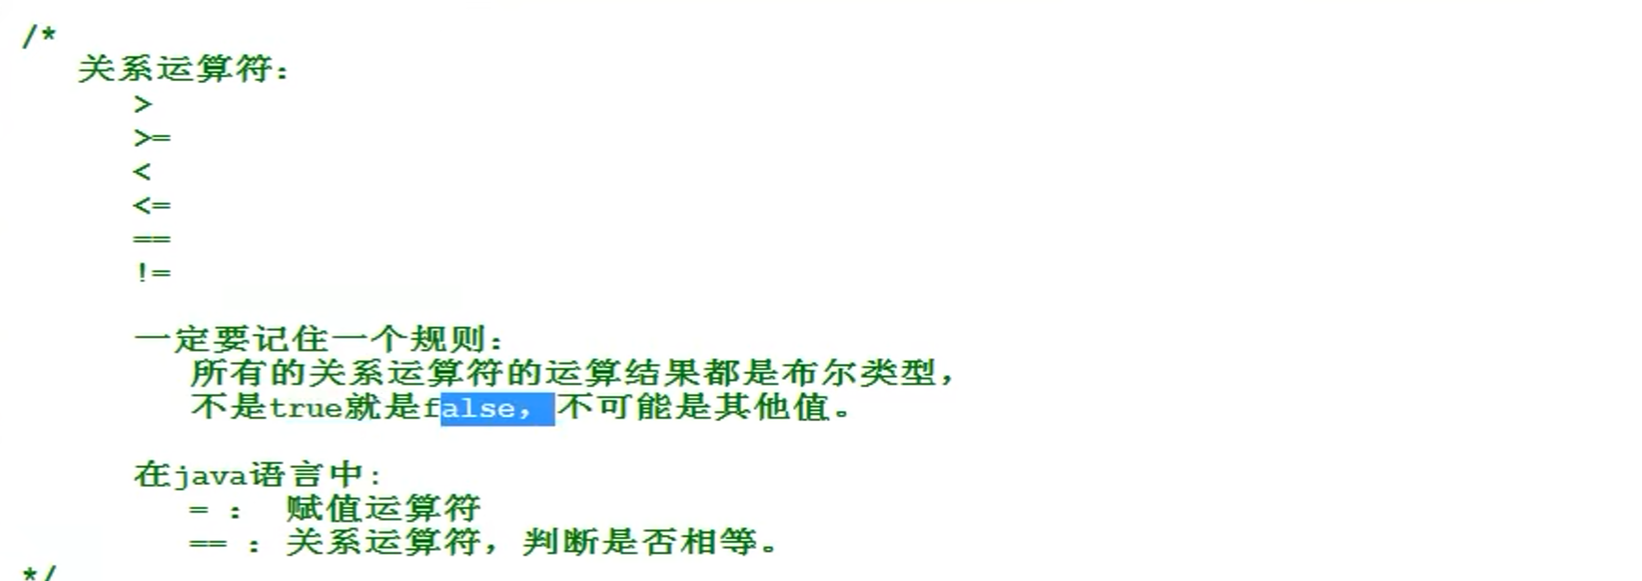 /*
关系运算符：
>
>=
<
<=
==
!=
一定要记住一个规则：
所有的关系运算符的运算结果都是布尔类型，
不是true就是false，不可能是其他值。
在java语言中:
= ： 赋值运算符
== ：关系运算符，判断是否相等。
*/